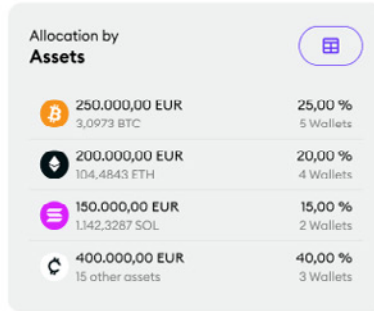 Allocation by
Assets
250.000,00 EUR 25,00 %
3,0973 BTC 5 Wallets
200.000,00 EUR 20,00 %
104,4843 ETH 4 Wallets
150.000,00 EUR 15,00 %
1.142,3287 SOL 2 Wallets
400.000,00 EUR 40,00 %
15 other assets 3 Wallets